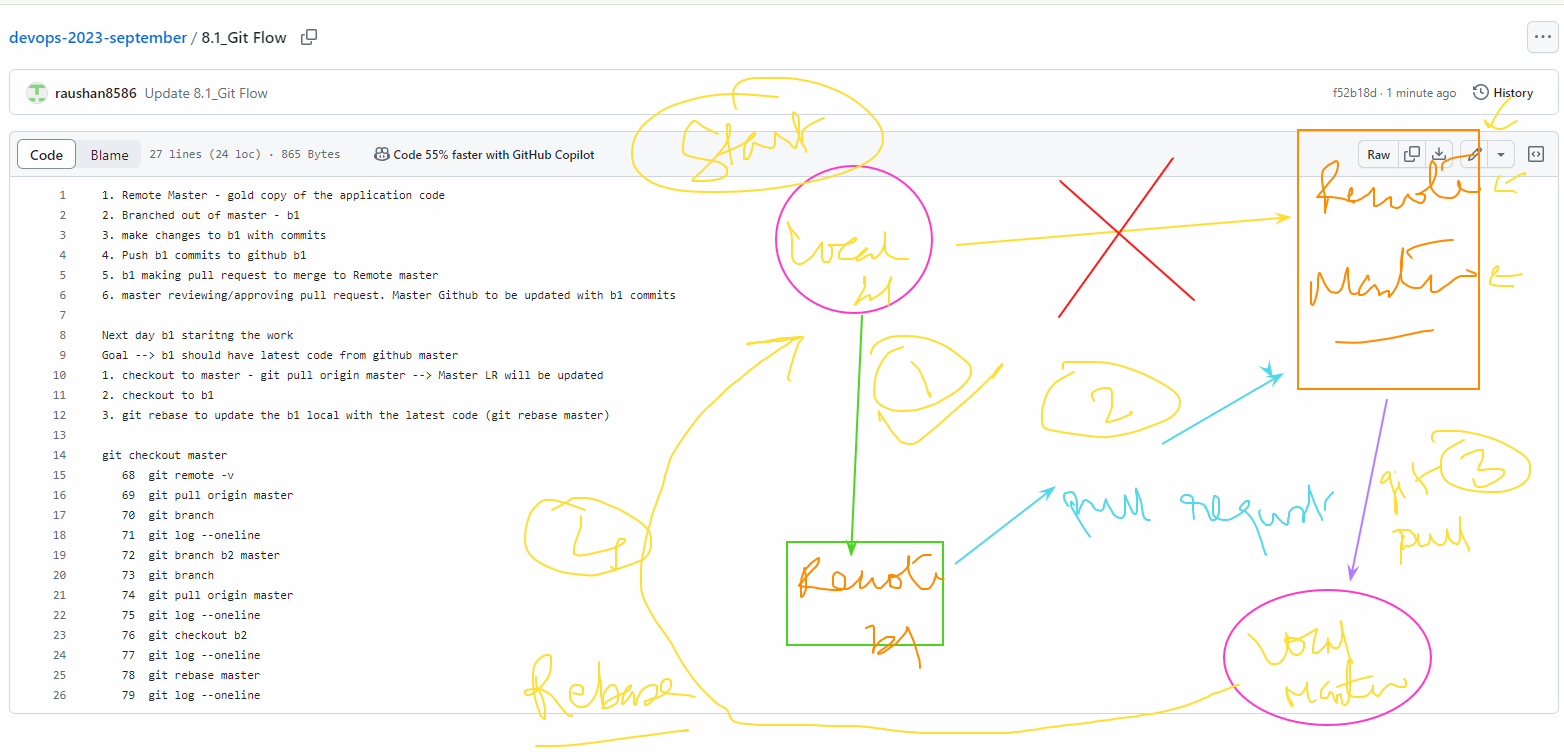 devops-2023-september / 8.1_Git Flow
raushan8586 Update 8.1_Git Flow
f52b18d · 1 minute ago History
Code Blame 27 lines (24 loc) · 865 Bytes Code 55% faster with GitHub Copilot
Raw
1 1. Remote Master - gold copy of the application code
2 2. Branched out of master - b1
3 3. make changes to b1 with commits
4 4. Push b1 commits to github b1
5 5. b1 making pull request to merge to Remote master
6 6. master reviewing/approving pull request. Master Github to be updated with b1 commits
7
8 Next day b1 staritng the work
9 Goal --> b1 should have latest code from github master
10 1. checkout to master - git pull origin master --> Master LR will be updated
11 2. checkout to b1
12 3. git rebase to update the b1 local with the latest code (git rebase master)
13
14 git checkout master
15 68 git remote -v
16 69 git pull origin master
17 70 git branch
18 71 git log --oneline
19 72 git branch b2 master
20 73 git branch
21 74 git pull origin master
22 75 git log --oneline
23 76 git checkout b2
24 77 git log --oneline
25 78 git rebase master
26 79 git log --oneline
Start
Local
b1
Remote
Master
1
2
pull request
git 3
pull
4
Remote
b1
Local
Master
Rebase